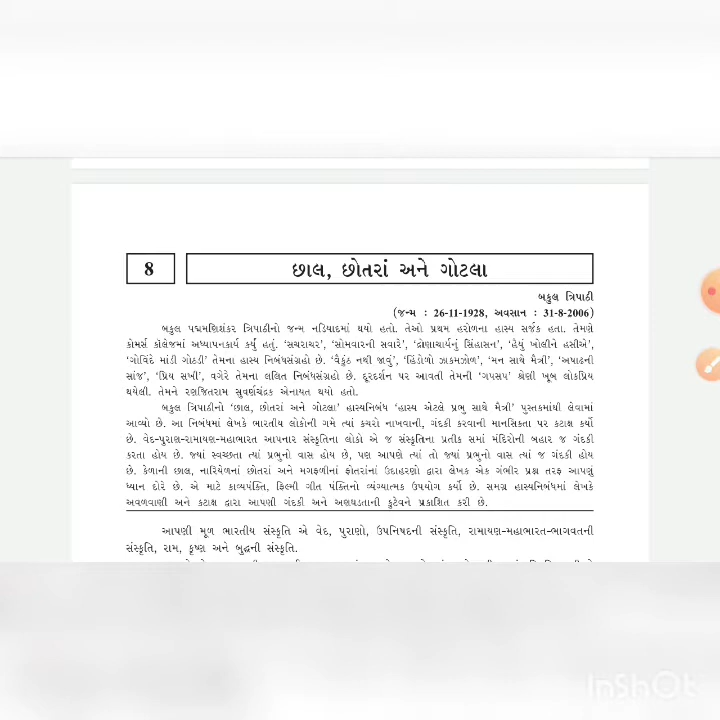 8
છાલ, છોતરાં અને ગોટલા
બકુલ ત્રિપાઠી
(જન્મ : 26-11-1928, અવસાન : 31-8-2006)
બકુલ પદ્મમણિશંકર ત્રિપાઠીનો જન્મ નડિયાદમાં થયો હતો. તેઓ પ્રથમ હરોળના હાસ્ય સર્જક હતા. તેમણે
કોમર્સ કૉલેજમાં અધ્યાપનકાર્ય કર્યું હતું. ‘સચરાચર’, ‘સોમવારની સવારે’, ‘દ્રોણાચાર્યનું સિંહાસન’, ‘હૈયું ખોલીને હસીએ’,
‘ગોવિંદે માંડી ગોઠડી’ તેમના હાસ્ય નિબંધસંગ્રહો છે. ‘વૈકુંઠ નથી જાવું’, ‘હિંડોળો ઝાકમઝોળ’, ‘મન સાથે મૈત્રી’, ‘અષાઢની
સાંજ’, ‘પ્રિય સખી’, વગેરે તેમના લલિત નિબંધસંગ્રહો છે. દૂરદર્શન પર આવતી તેમની ‘ગપસપ’ શ્રેણી ખૂબ લોકપ્રિય
થયેલી. તેમને રણજિતરામ સુવર્ણચંદ્રક એનાયત થયો હતો.
બકુલ ત્રિપાઠીનો ‘છાલ, છોતરાં અને ગોટલા’ હાસ્યનિબંધ ‘હાસ્ય એટલે પ્રભુ સાથે મૈત્રી’ પુસ્તકમાંથી લેવામાં
આવ્યો છે. આ નિબંધમાં લેખકે ભારતીય લોકોની ગમે ત્યાં કચરો નાખવાની, ગંદકી કરવાની માનસિકતા પર કટાક્ષ કર્યો
છે. વેદ-પુરાણ-રામાયણ-મહાભારત આપનાર સંસ્કૃતિના લોકો એ જ સંસ્કૃતિના પ્રતીક સમાં મંદિરોની બહાર જ ગંદકી
કરતા હોય છે. જ્યાં સ્વચ્છતા ત્યાં પ્રભુનો વાસ હોય છે, પણ આપણે ત્યાં તો જ્યાં પ્રભુનો વાસ ત્યાં જ ગંદકી હોય
છે. કેળાની છાલ, નારિયેળનાં છોતરાં અને મગફળીનાં ફોતરાંનાં ઉદાહરણો દ્વારા લેખક એક ગંભીર પ્રશ્ન તરફ આપણું
ધ્યાન દોરે છે. એ માટે કાવ્યપંક્તિ, ફિલ્મી ગીત પંક્તિનો વ્યંગ્યાત્મક ઉપયોગ કર્યો છે. સમગ્ર હાસ્યનિબંધમાં લેખકે
અવળવાણી અને કટાક્ષ દ્વારા આપણી ગંદકી અને અણઘડતાની કુટેવને પ્રકાશિત કરી છે.
આપણી મૂળ ભારતીય સંસ્કૃતિ એ વેદ, પુરાણો, ઉપનિષદની સંસ્કૃતિ, રામાયણ-મહાભારત-ભાગવતની
સંસ્કૃતિ, રામ, કૃષ્ણ અને બુદ્ધની સંસ્કૃતિ.
InShOt